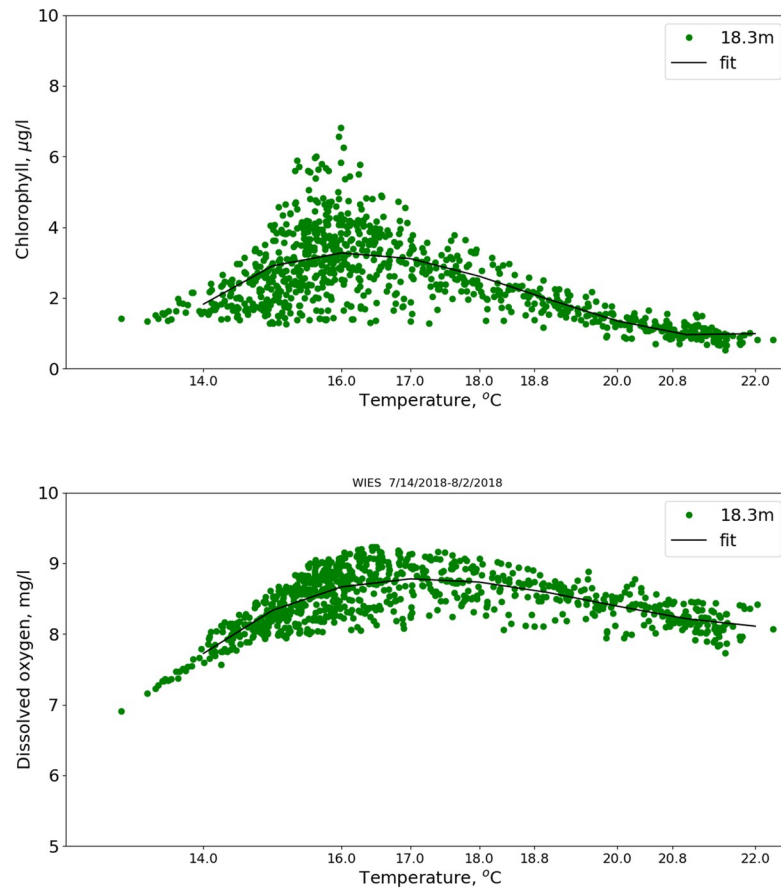 10
8
6
4
2
0
Chlorophyll, μg/l
18.3m
fit
14.0 16.0 17.0 18.0 18.8 20.0 20.8 22.0
Temperature, °C
WIES 7/14/2018-8/2/2018
10
9
8
7
6
5
Dissolved oxygen, mg/l
18.3m
fit
14.0 16.0 17.0 18.0 18.8 20.0 20.8 22.0
Temperature, °C